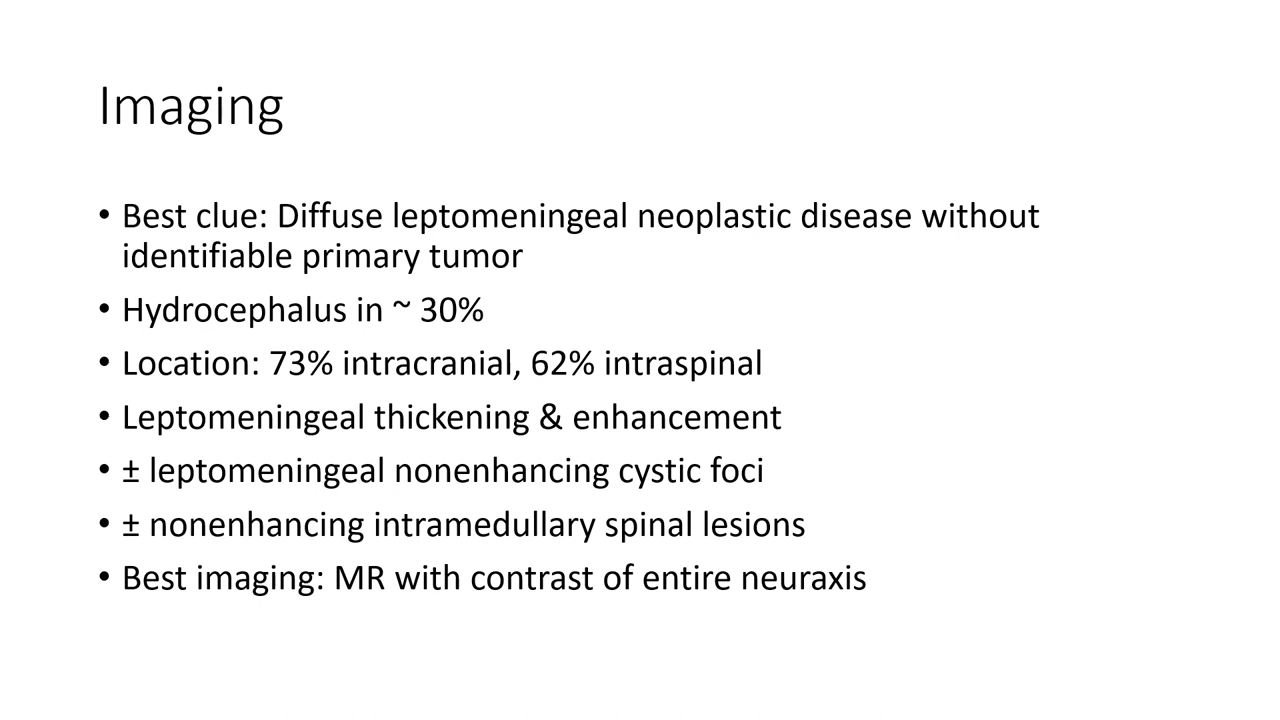 Imaging
• Best clue: Diffuse leptomeningeal neoplastic disease without
identifiable primary tumor
• Hydrocephalus in ~ 30%
• Location: 73% intracranial, 62% intraspinal
• Leptomeningeal thickening & enhancement
• ± leptomeningeal nonenhancing cystic foci
• ± nonenhancing intramedullary spinal lesions
• Best imaging: MR with contrast of entire neuraxis